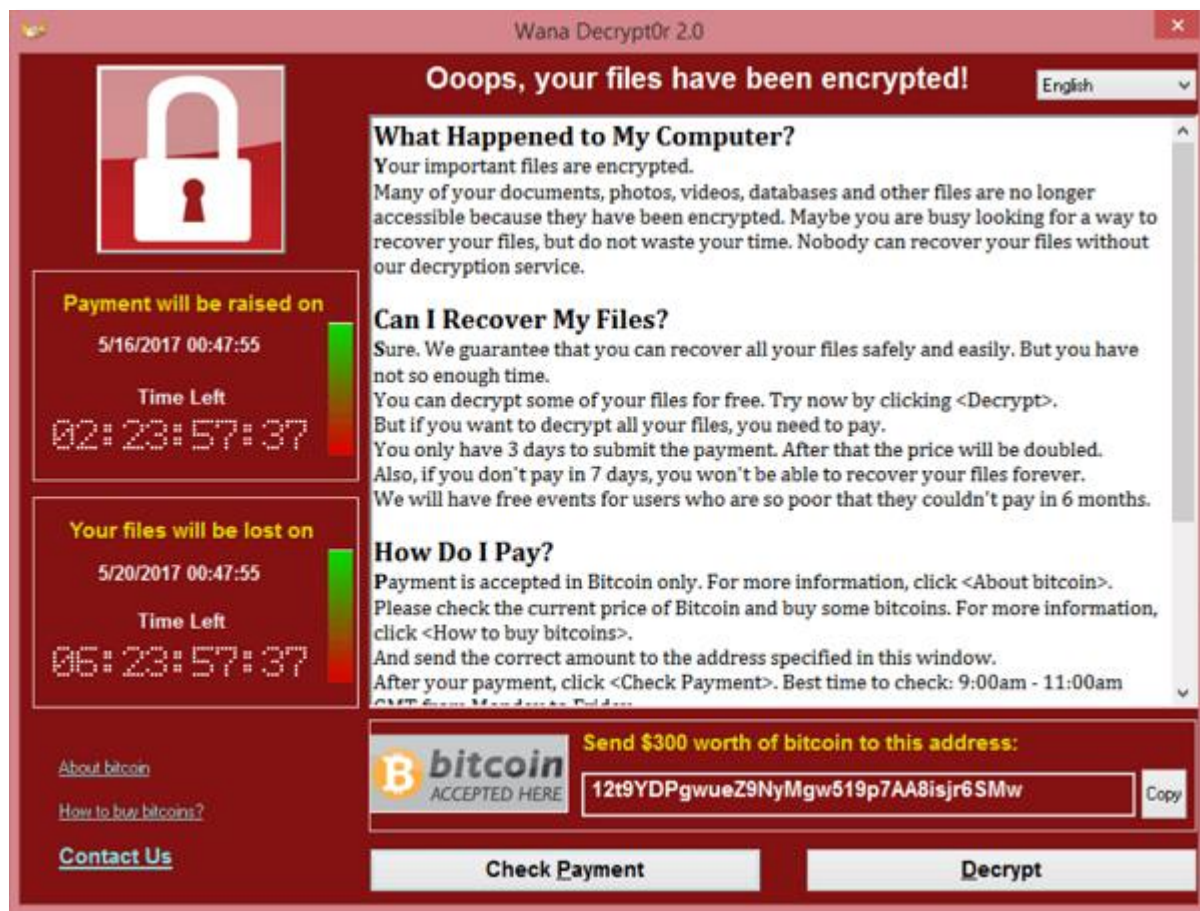 Wana Decrypt0r 2.0
Ooops, your files have been encrypted!
English
Payment will be raised on
5/16/2017 00:47:55
Time Left
02:23:57:37
Your files will be lost on
5/20/2017 00:47:55
Time Left
06:23:57:37
About bitcoin
How to buy bitcoins?
Contact Us
What Happened to My Computer?
Your important files are encrypted.
Many of your documents, photos, videos, databases and other files are no longer
accessible because they have been encrypted. Maybe you are busy looking for a way to
recover your files, but do not waste your time. Nobody can recover your files without
our decryption service.
Can I Recover My Files?
Sure. We guarantee that you can recover all your files safely and easily. But you have
not so enough time.
You can decrypt some of your files for free. Try now by clicking <Decrypt>.
But if you want to decrypt all your files, you need to pay.
You only have 3 days to submit the payment. After that the price will be doubled.
Also, if you don't pay in 7 days, you won't be able to recover your files forever.
We will have free events for users who are so poor that they couldn't pay in 6 months.
How Do I Pay?
Payment is accepted in Bitcoin only. For more information, click <About bitcoin>.
Please check the current price of Bitcoin and buy some bitcoins. For more information,
click <How to buy bitcoins>.
And send the correct amount to the address specified in this window.
After your payment, click <Check Payment>. Best time to check: 9:00am - 11:00am
GMT from Monday to Friday
bitcoin
ACCEPTED HERE
Send $300 worth of bitcoin to this address:
12t9YDPgwueZ9NyMgw519p7AA8isjr6SMw
Copy
Check Payment
Decrypt